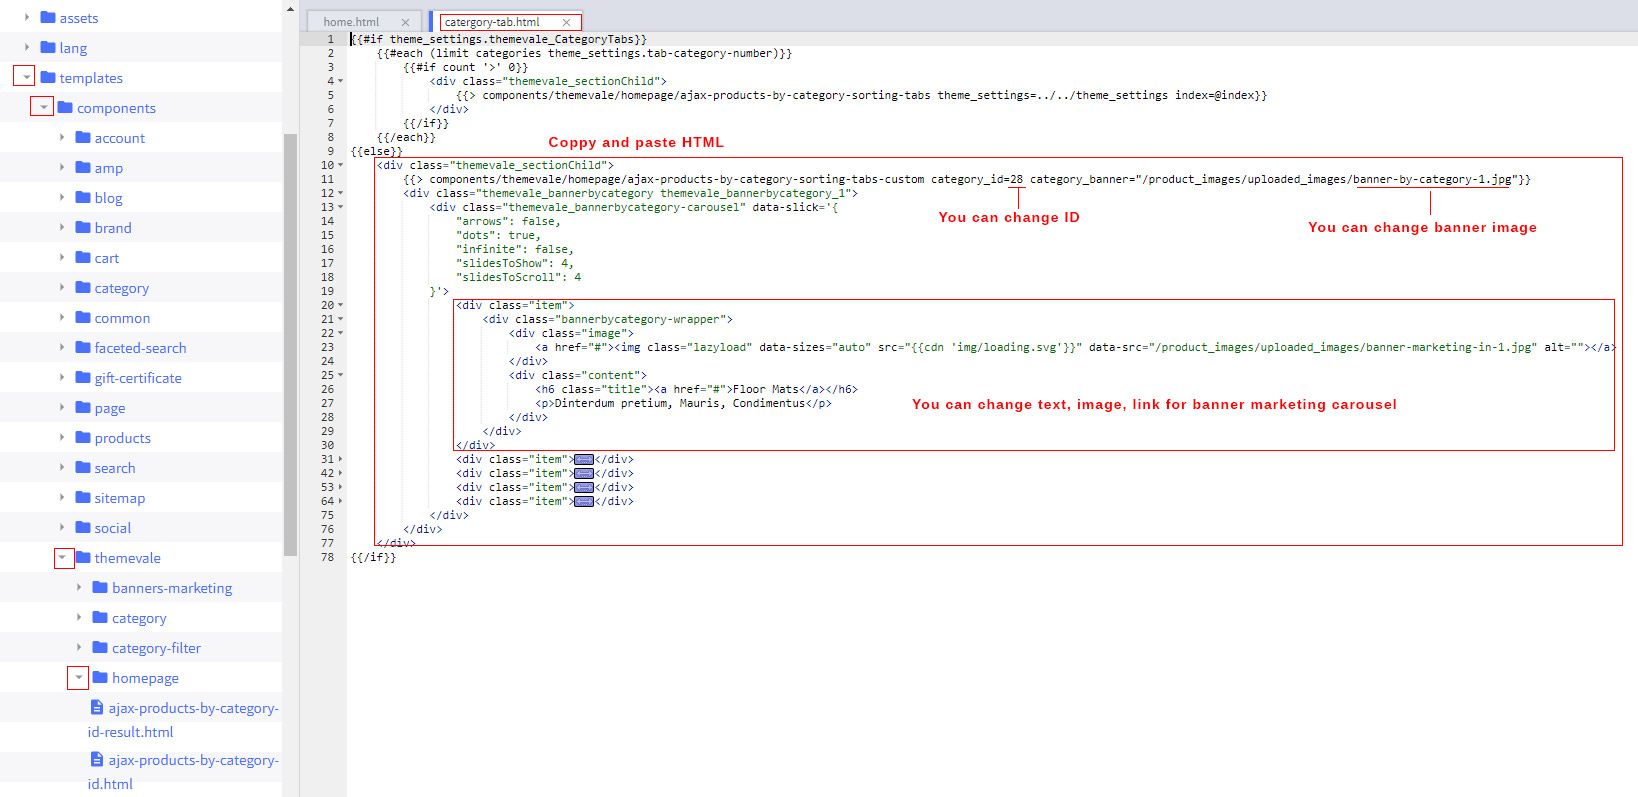 assets
lang
templates
components
account
amp
blog
brand
cart
category
common
faceted-search
gift-certificate
page
products
search
sitemap
social
themevale
banners-marketing
category
category-filter
homepage
ajax-products-by-category-
id-result.html
ajax-products-by-category-
id.html
home.html × catergory-tab.html ×
1 {{#if theme_settings.themevale_CategoryTabs}}
2 {{#each (limit categories theme_settings.tab-category-number)}}
3 {{#if count '>' 0}}
4 <div class="themevale_sectionChild">
5 {{> components/themevale/homepage/ajax-products-by-category-sorting-tabs theme_settings=../../theme_settings index=@index}}
6 </div>
7 {{/if}}
8 {{/each}}
9 {{else}}
Coppy and paste HTML
10 <div class="themevale_sectionChild">
11 {{> components/themevale/homepage/ajax-products-by-category-sorting-tabs-custom category_id=28 category_banner="/product_images/uploaded_images/banner-by-category-1.jpg"}}
12 <div class="themevale_bannerbycategory themevale_bannerbycategory_1">
13 <div class="themevale_bannerbycategory-carousel" data-slick='{
You can change ID
14 "arrows": false,
You can change banner image
15 "dots": true,
16 "infinite": false,
17 "slidesToShow": 4,
18 "slidesToScroll": 4
19 }'>
20 <div class="item">
21 <div class="bannerbycategory-wrapper">
22 <div class="image">
23 <a href="#"><img class="lazyload" data-sizes="auto" src="{{cdn 'img/loading.svg'}}" data-src="/product_images/uploaded_images/banner-marketing-in-1.jpg" alt=""></a>
24 </div>
25 <div class="content">
26 <h6 class="title"><a href="#">Floor Mats</a></h6>
27 <p>Dinterdum pretium, Mauris, Condimentus</p>
You can change text, image, link for banner marketing carousel
28 </div>
29 </div>
30 </div>
31 <div class="item"></div>
42 <div class="item"></div>
53 <div class="item"></div>
64 <div class="item"></div>
75 </div>
76 </div>
77 </div>
78 {{/if}}